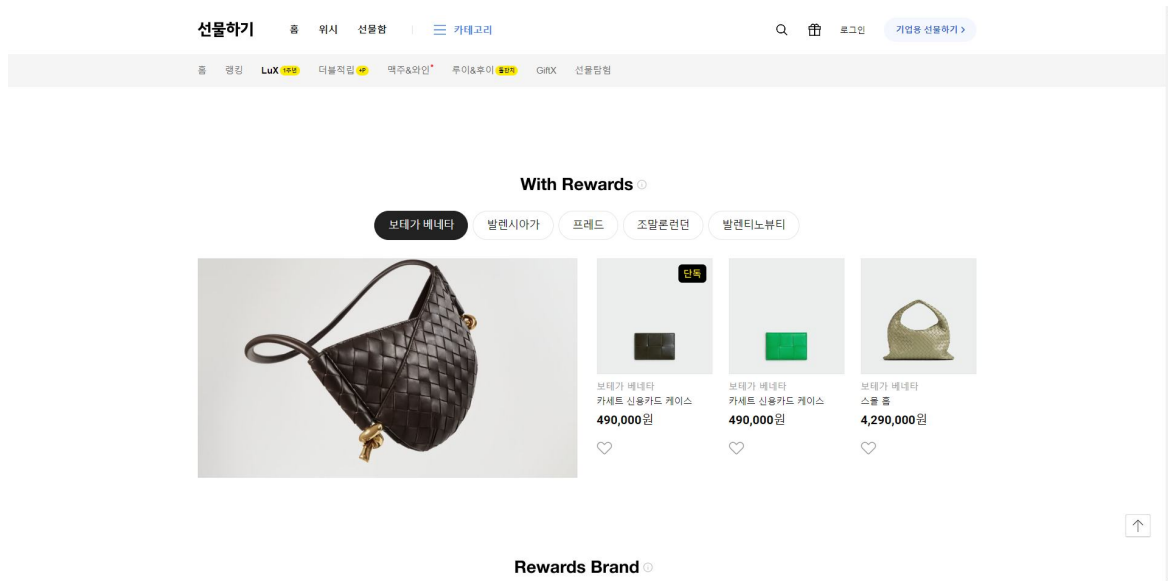 선물하기 홈 위시 선물함 카테고리 로그인 기업용 선물하기 >
홈 랭킹 LuX 1주년 더블적립 +P 맥주&와인 루이&후이 돌잔치 GiftX 선물탐험
With Rewards
보테가 베네타 발렌시아가 프레드 조말론런던 발렌티노뷰티
단독
보테가 베네타 보테가 베네타 보테가 베네타
카세트 신용카드 케이스 카세트 신용카드 케이스 스몰 홉
490,000원 490,000원 4,290,000원
Rewards Brand